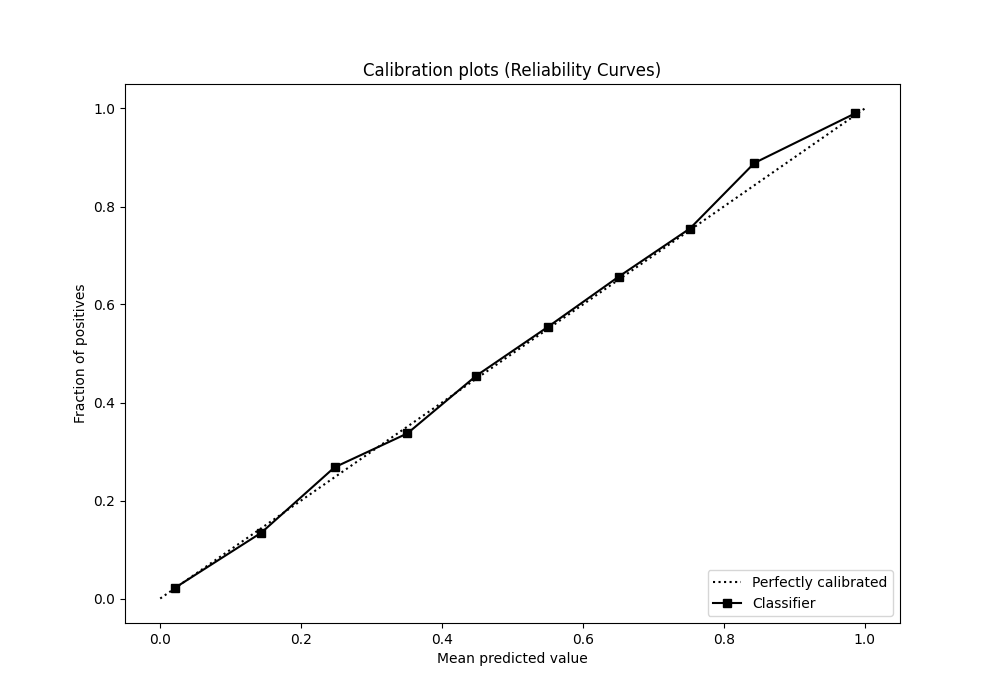 Calibration plots (Reliability Curves)
1.0
0.8
0.6
0.4
0.2
0.0
Fraction of positives
0.0 0.2 0.4 0.6 0.8 1.0
Mean predicted value
Perfectly calibrated
Classifier